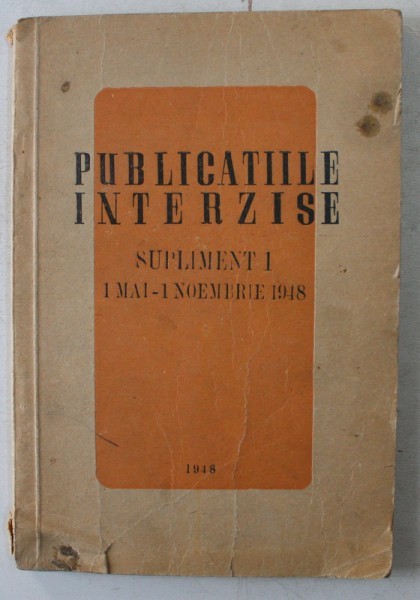 PUBLICATIILE
INTERZISE
SUPLIMENT 1
1 MAI-1 NOEMBRIE 1948
1948